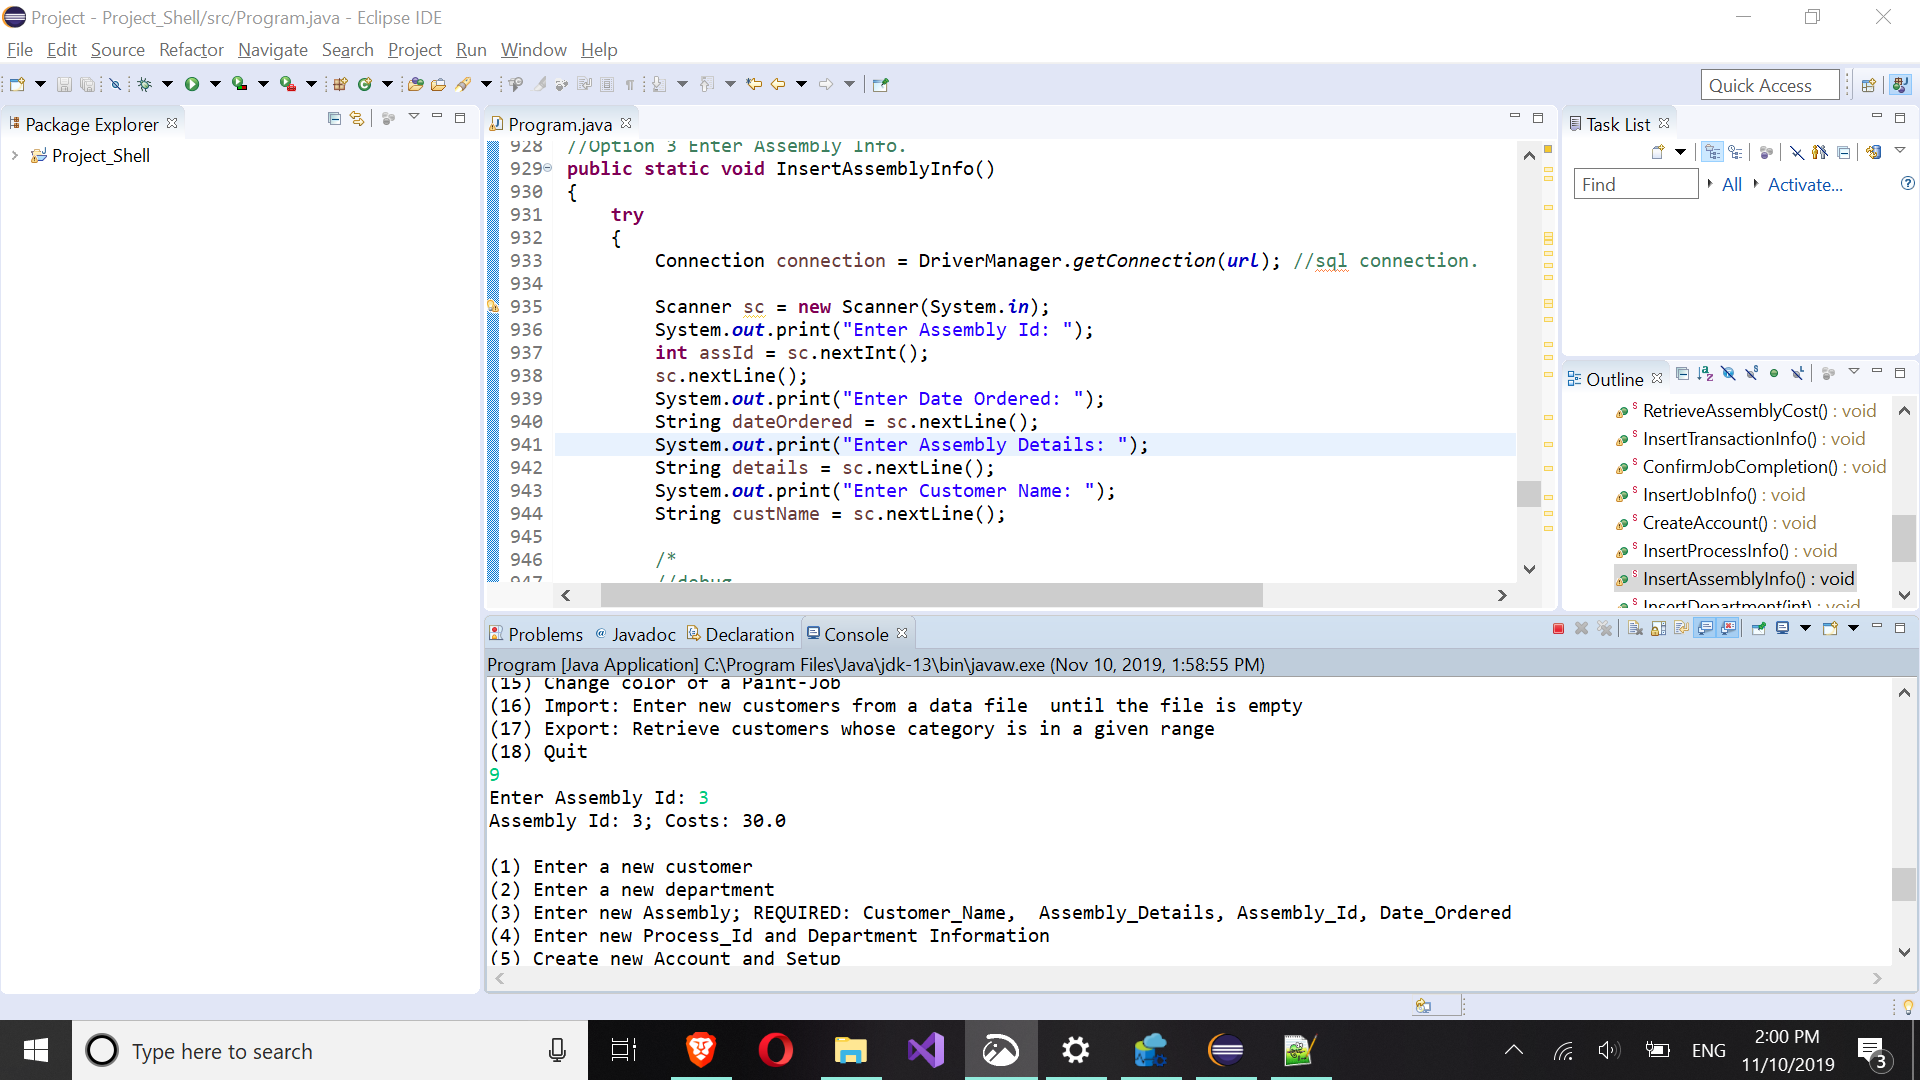 Project - Project_Shell/src/Program.java - Eclipse IDE
File Edit Source Refactor Navigate Search Project Run Window Help
Quick Access
Package Explorer
Project_Shell
Program.java
928 //Option 3 Enter Assembly Info.
929 public static void InsertAssemblyInfo()
930 {
931 try
932 {
933 Connection connection = DriverManager.getConnection(url); //sql connection.
934
935 Scanner sc = new Scanner(System.in);
936 System.out.print("Enter Assembly Id: ");
937 int assId = sc.nextInt();
938 sc.nextLine();
939 System.out.print("Enter Date Ordered: ");
940 String dateOrdered = sc.nextLine();
941 System.out.print("Enter Assembly Details: ");
942 String details = sc.nextLine();
943 System.out.print("Enter Customer Name: ");
944 String custName = sc.nextLine();
945
946 /*
947 //debug
Task List
Find
All
Activate...
Outline
RetrieveAssemblyCost() : void
InsertTransactionInfo() : void
ConfirmJobCompletion() : void
InsertJobInfo() : void
CreateAccount() : void
InsertProcessInfo() : void
InsertAssemblyInfo() : void
InsertDepartment(int) : void
Problems @ Javadoc Declaration Console
Program [Java Application] C:\Program Files\Java\jdk-13\bin\javaw.exe (Nov 10, 2019, 1:58:55 PM)
(15) Change color of a Paint-Job
(16) Import: Enter new customers from a data file  until the file is empty
(17) Export: Retrieve customers whose category is in a given range
(18) Quit
9
Enter Assembly Id: 3
Assembly Id: 3; Costs: 30.0
(1) Enter a new customer
(2) Enter a new department
(3) Enter new Assembly; REQUIRED: Customer_Name,  Assembly_Details, Assembly_Id, Date_Ordered
(4) Enter new Process_Id and Department Information
(5) Create new Account and Setup
Type here to search
ENG
2:00 PM
11/10/2019
3